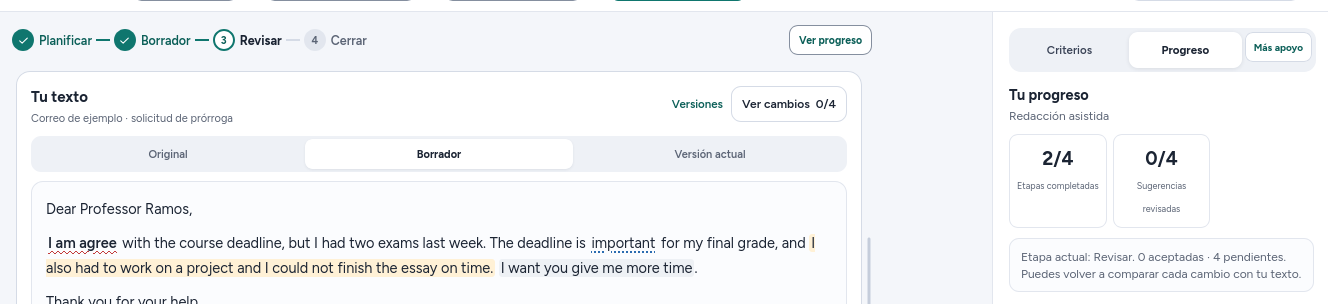 Planificar Borrador 3 Revisar 4 Cerrar Ver progreso
Tu texto
Correo de ejemplo · solicitud de prórroga
Versiones Ver cambios 0/4
Original Borrador Versión actual
Dear Professor Ramos,
I am agree with the course deadline, but I had two exams last week. The deadline is important for my final grade, and I
also had to work on a project and I could not finish the essay on time. I want you give me more time.
Thank you for your help
Criterios Progreso Más apoyo
Tu progreso
Redacción asistida
2/4 0/4
Etapas completadas Sugerencias
revisadas
Etapa actual: Revisar. 0 aceptadas · 4 pendientes.
Puedes volver a comparar cada cambio con tu texto.